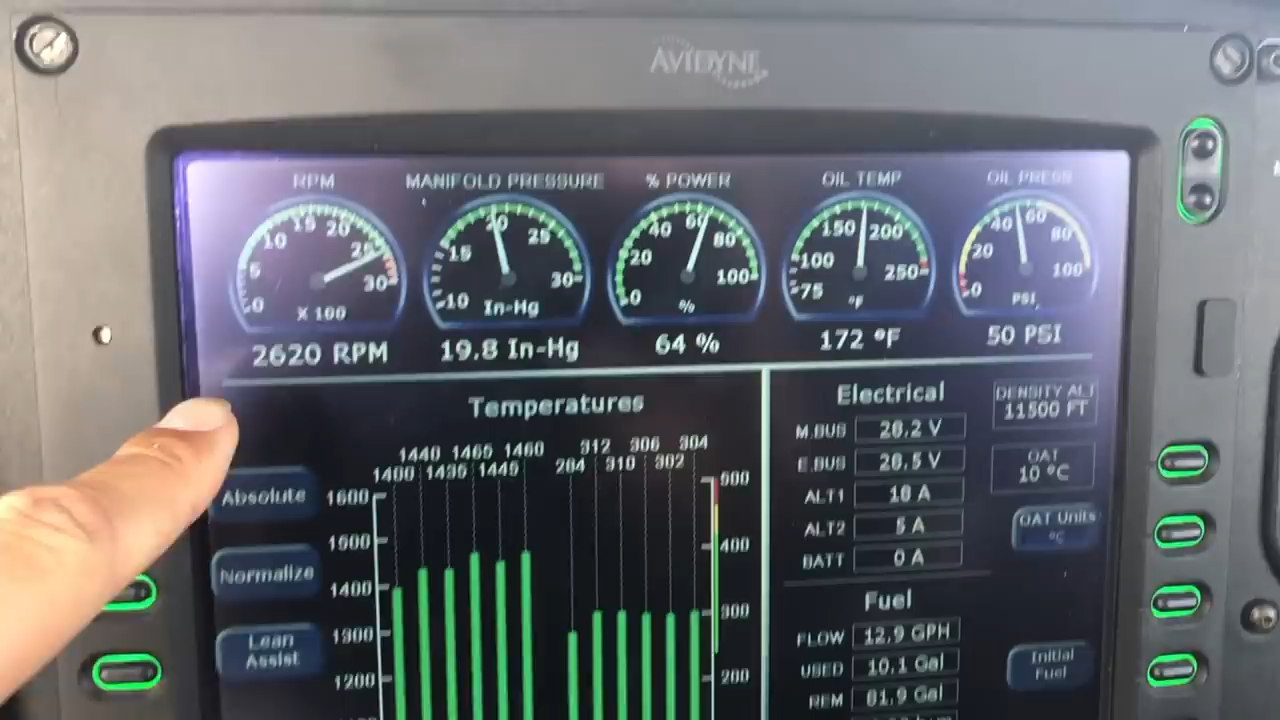 AVIDYNE
RPM MANIFOLD PRESSURE % POWER OIL TEMP OIL PRESS
0 5 10 15 20 25 30
X 100
10 15 20 25 30
In-Hg
0 20 40 60 80 100
%
75 100 150 200 250
°F
0 20 40 60 80 100
PSI
2620 RPM 19.8 In-Hg 64 % 172 °F 50 PSI
Temperatures
1440 1465 1460 312 306 304
1400 1435 1445 284 310 302
1600
1500
1400
1300
1200
400
300
200
Absolute
Normalize
Lean
Assist
Electrical
M.BUS 28.2 V
E.BUS 28.5 V
ALT1 18 A
ALT2 5 A
BATT 0 A
Fuel
FLOW 12.9 GPH
USED 10.1 Gal
REM 81.9 Gal
DENSITY ALT
11500 FT
OAT
10 °C
OAT Units
°C
Initial
Fuel